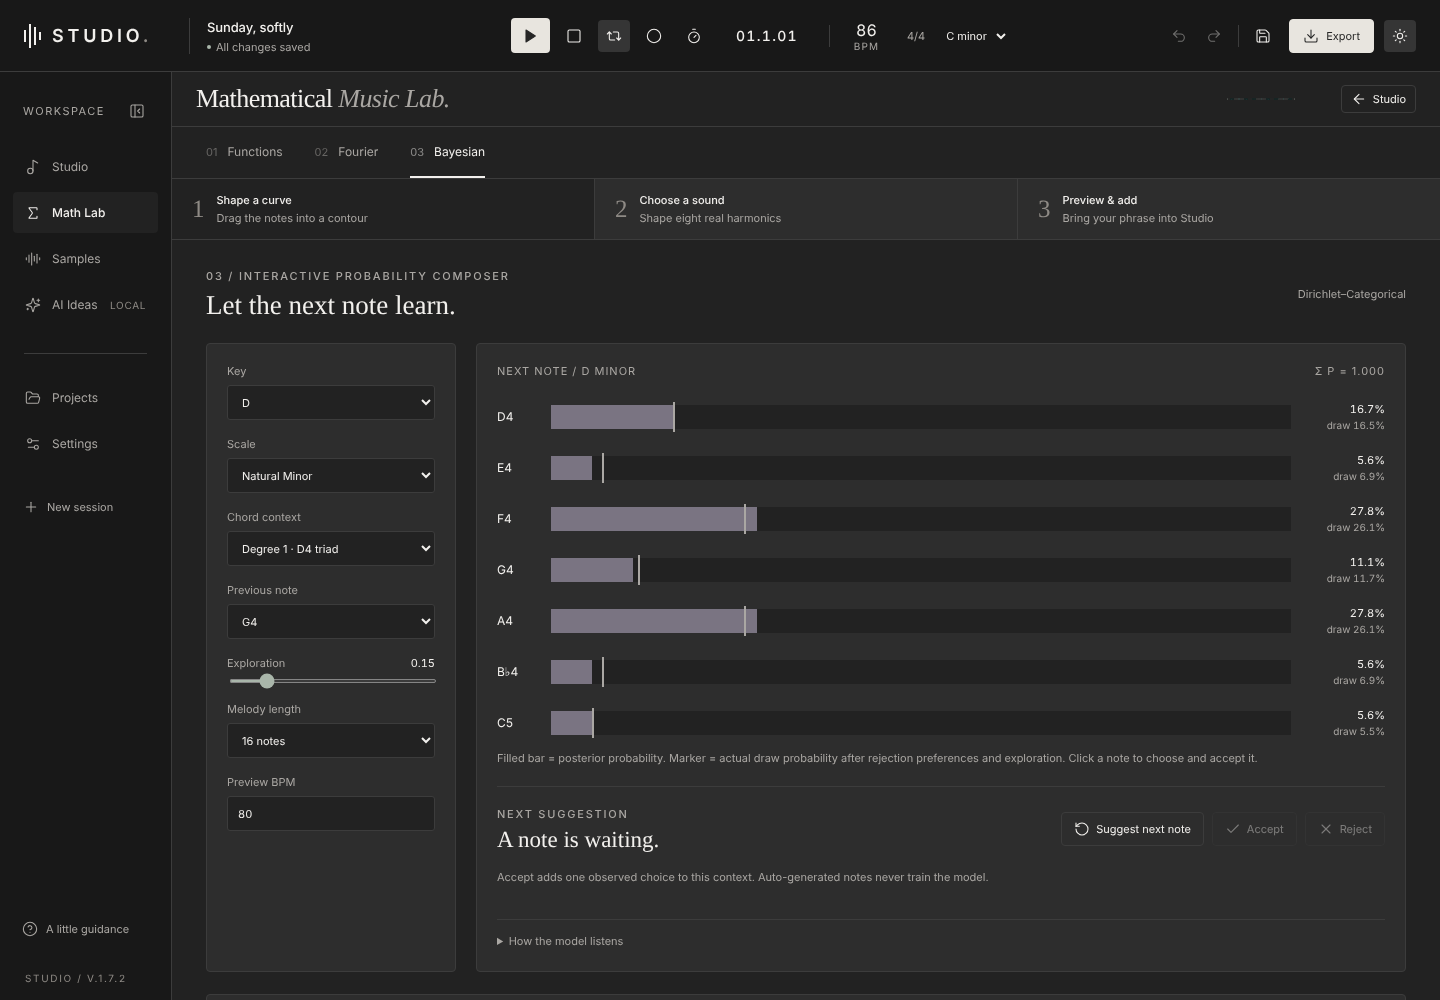 STUDIO.
Sunday, softly
• All changes saved
01.1.01
86
BPM
4/4
C minor
Export
WORKSPACE
Studio
Math Lab
Samples
AI Ideas LOCAL
Projects
Settings
New session
A little guidance
STUDIO / V.1.7.2
Mathematical Music Lab.
Studio
01 Functions
02 Fourier
03 Bayesian
1 Shape a curve
Drag the notes into a contour
2 Choose a sound
Shape eight real harmonics
3 Preview & add
Bring your phrase into Studio
03 / INTERACTIVE PROBABILITY COMPOSER
Let the next note learn.
Dirichlet–Categorical
Key
D
Scale
Natural Minor
Chord context
Degree 1 · D4 triad
Previous note
G4
Exploration 0.15
Melody length
16 notes
Preview BPM
80
NEXT NOTE / D MINOR
Σ P = 1.000
D4 16.7%
draw 16.5%
E4 5.6%
draw 6.9%
F4 27.8%
draw 26.1%
G4 11.1%
draw 11.7%
A4 27.8%
draw 26.1%
B♭4 5.6%
draw 6.9%
C5 5.6%
draw 5.5%
Filled bar = posterior probability. Marker = actual draw probability after rejection preferences and exploration. Click a note to choose and accept it.
NEXT SUGGESTION
A note is waiting.
Suggest next note
Accept
Reject
Accept adds one observed choice to this context. Auto-generated notes never train the model.
How the model listens